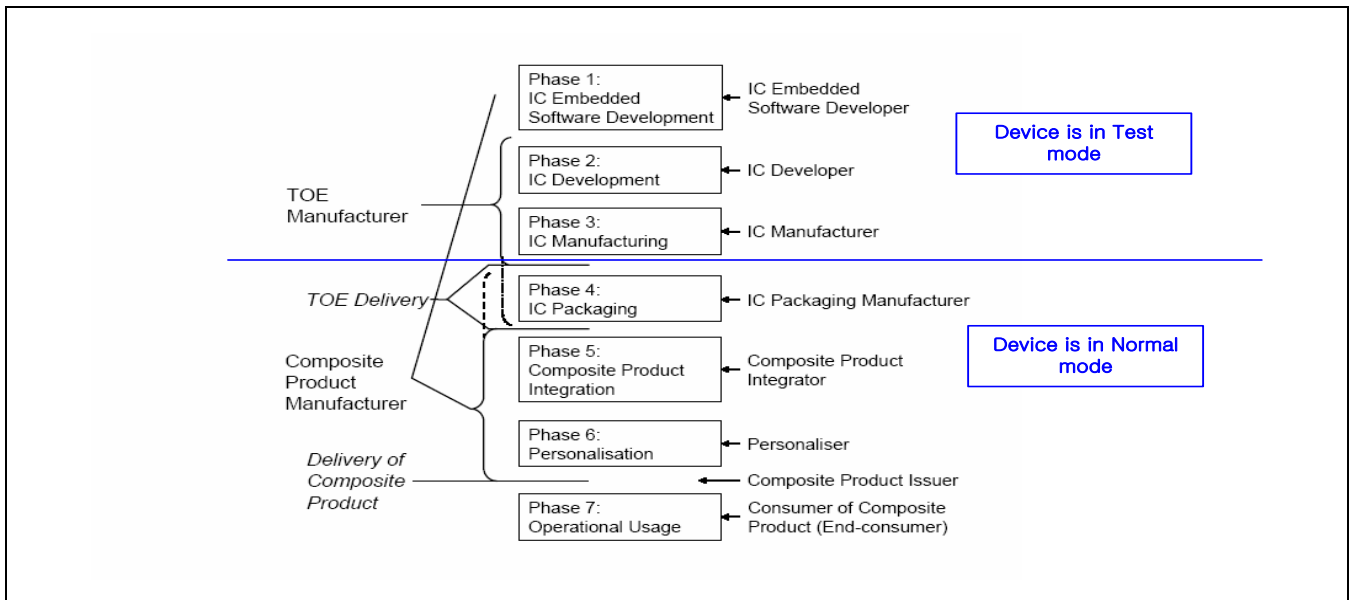 Phase 1:
IC Embedded
Software Development
IC Embedded
Software Developer
Device is in Test
mode
Phase 2:
IC Development
IC Developer
TOE
Manufacturer
Phase 3:
IC Manufacturing
IC Manufacturer
TOE Delivery
Phase 4:
IC Packaging
IC Packaging Manufacturer
Device is in Normal
mode
Composite
Product
Manufacturer
Phase 5:
Composite Product
Integration
Composite Product
Integrator
Phase 6:
Personalisation
Personaliser
Delivery of
Composite
Product
Composite Product Issuer
Phase 7:
Operational Usage
Consumer of Composite
Product (End-consumer)